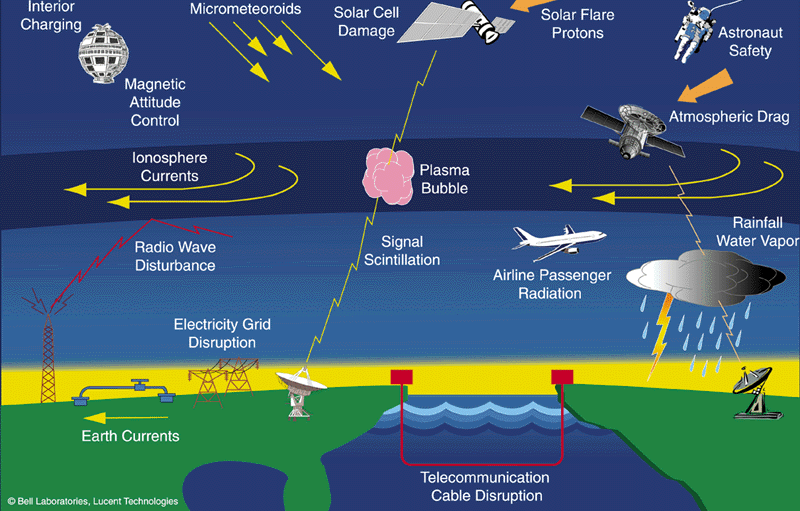 Interior
Charging
Micrometeoroids
Solar Cell
Damage
Solar Flare
Protons
Astronaut
Safety
Magnetic
Attitude
Control
Atmospheric Drag
Ionosphere
Currents
Plasma
Bubble
Rainfall
Water Vapor
Radio Wave
Disturbance
Signal
Scintillation
Airline Passenger
Radiation
Electricity Grid
Disruption
Earth Currents
Telecommunication
Cable Disruption
© Bell Laboratories, Lucent Technologies